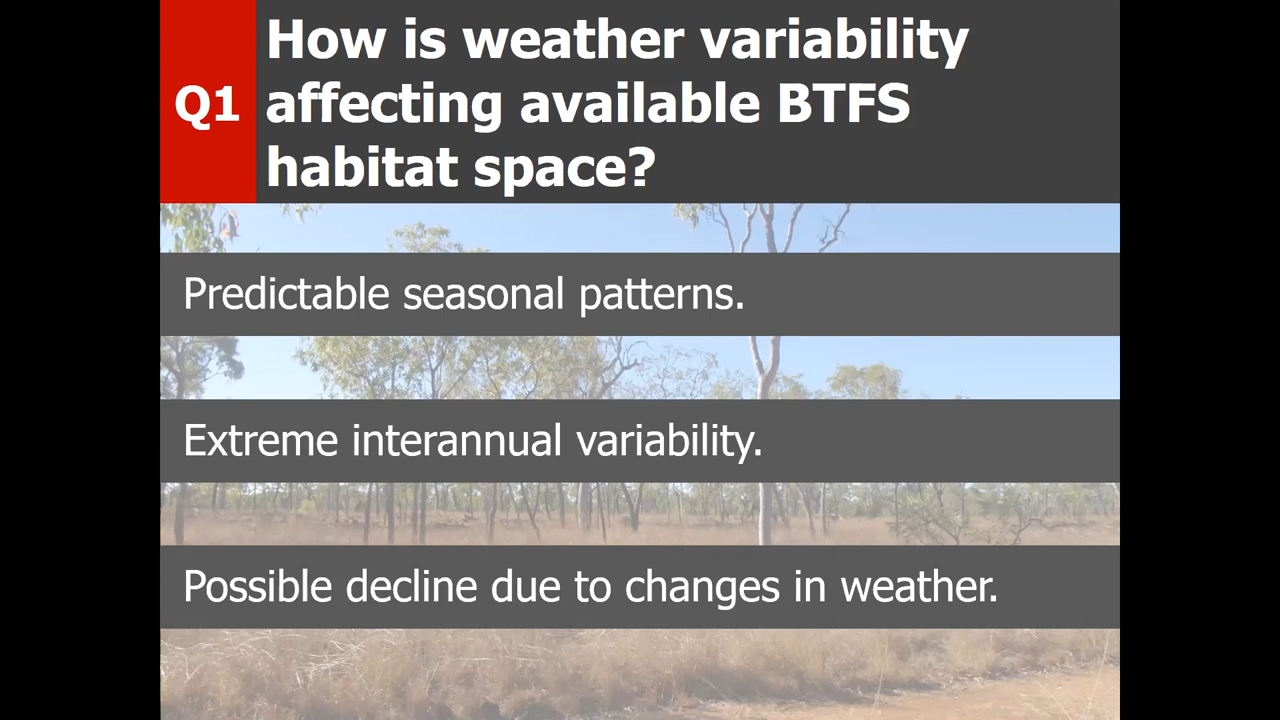 Q1
How is weather variability
affecting available BTFS
habitat space?
Predictable seasonal patterns.
Extreme interannual variability.
Possible decline due to changes in weather.